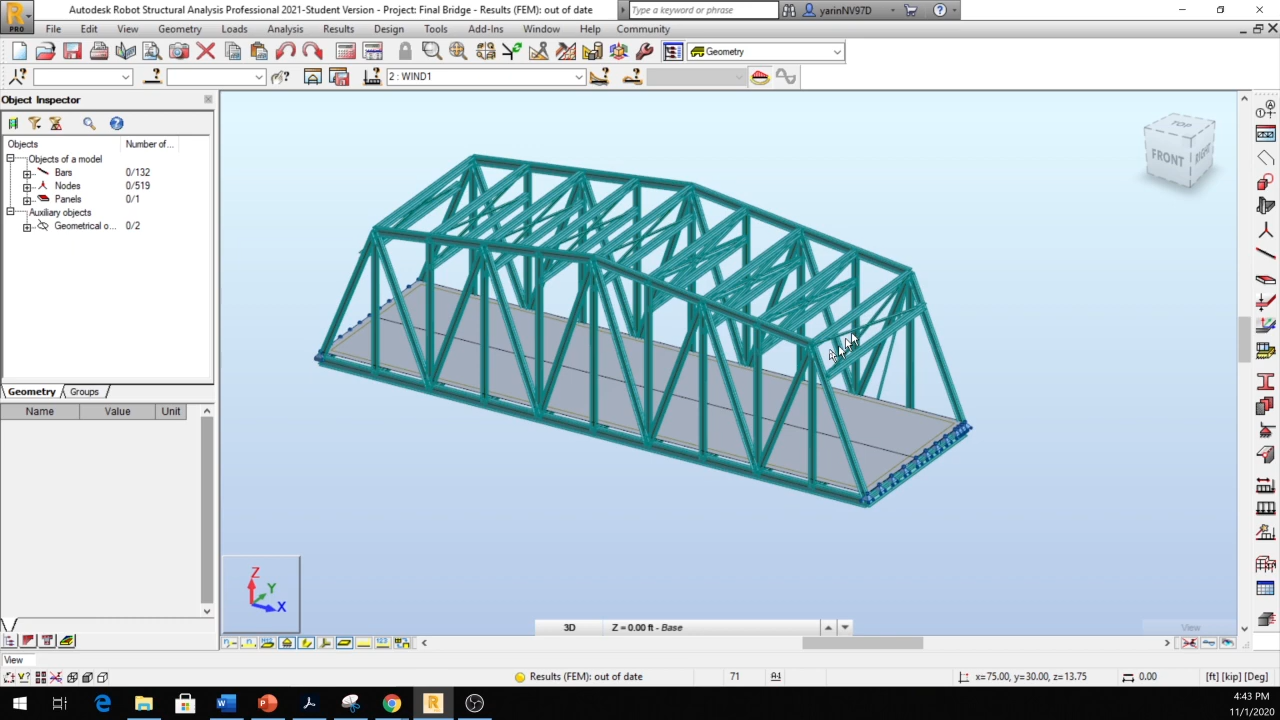 Autodesk Robot Structural Analysis Professional 2021-Student Version - Project: Final Bridge - Results (FEM): out of date
Type a keyword or phrase
yarinNV97D
PRO
File Edit View Geometry Loads Analysis Results Design Tools Add-Ins Window Help Community
Geometry
2 : WIND1
Object Inspector
Objects Number of...
Objects of a model
Bars 0/132
Nodes 0/519
Panels 0/1
Auxiliary objects
Geometrical o... 0/2
TOP
FRONT
RIGHT
Geometry Groups
Name Value Unit
Z
Y
X
3D Z = 0.00 ft - Base
View
View
Results (FEM): out of date 71 x=75.00, y=30.00, z=13.75 0.00 [ft] [kip] [Deg]
4:43 PM
11/1/2020